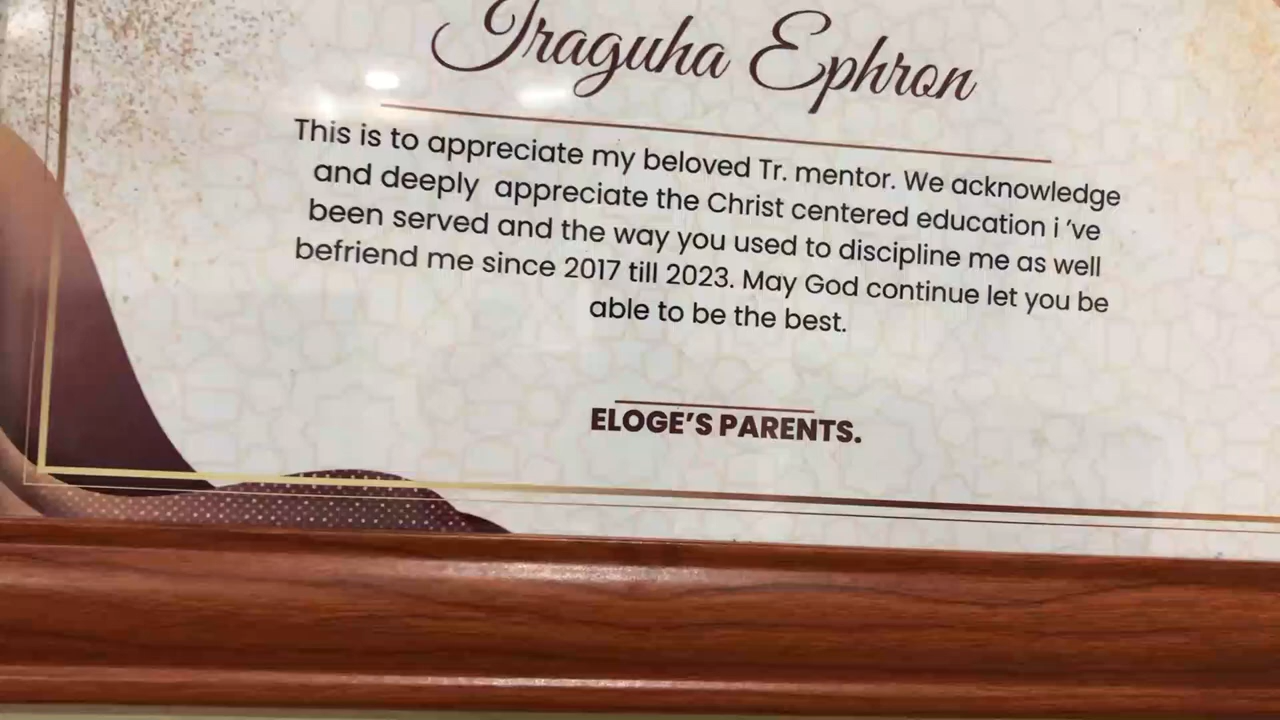 Iraguha Ephron
This is to appreciate my beloved Tr. mentor. We acknowledge
and deeply appreciate the Christ centered education i 've
been served and the way you used to discipline me as well
befriend me since 2017 till 2023. May God continue let you be
able to be the best.
ELOGE'S PARENTS.